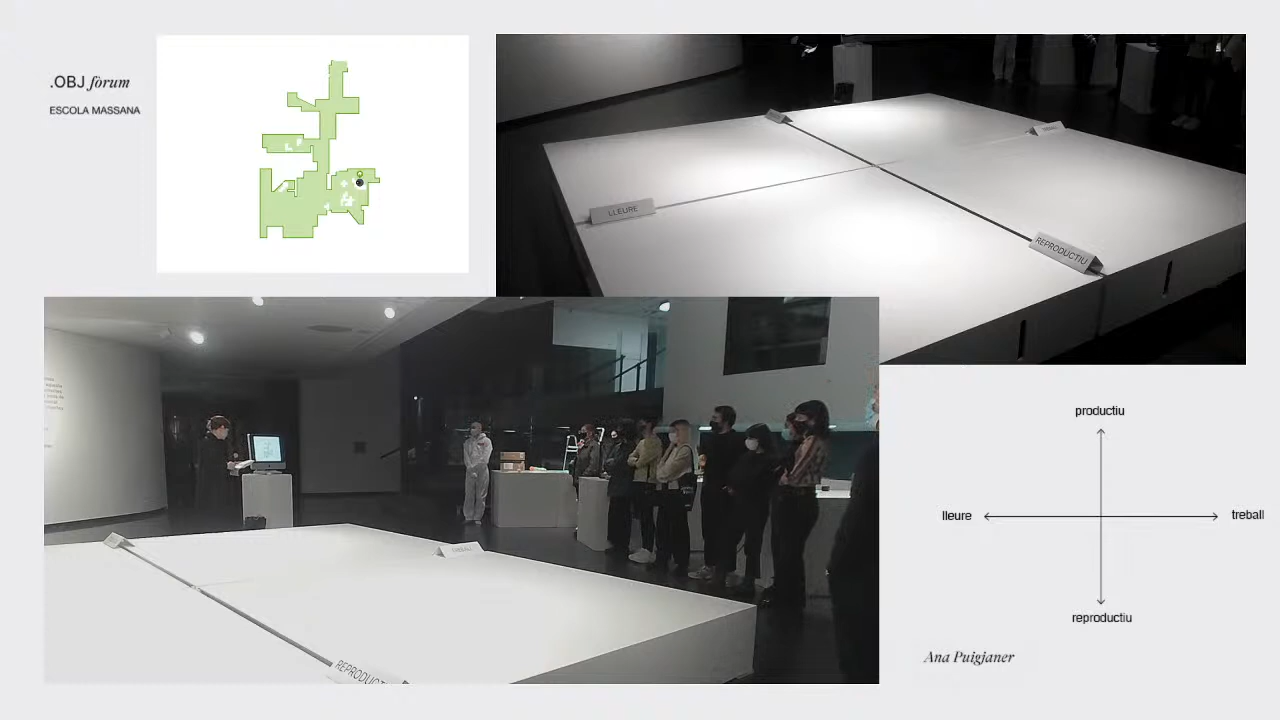 .OBJ fòrum
ESCOLA MASSANA
LLEURE
REPRODUCTIU
productiu
lleure
treball
reproductiu
Ana Puigjaner